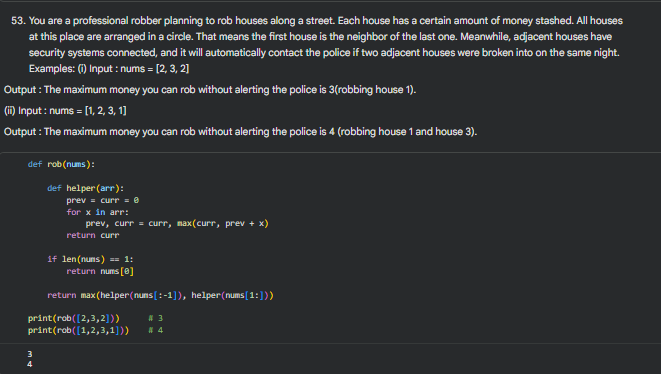 53. You are a professional robber planning to rob houses along a street. Each house has a certain amount of money stashed. All houses
at this place are arranged in a circle. That means the first house is the neighbor of the last one. Meanwhile, adjacent houses have
security systems connected, and it will automatically contact the police if two adjacent houses were broken into on the same night.
Examples: (i) Input : nums = [2, 3, 2]
Output : The maximum money you can rob without alerting the police is 3(robbing house 1).
(ii) Input : nums = [1, 2, 3, 1]
Output : The maximum money you can rob without alerting the police is 4 (robbing house 1 and house 3).
def rob(nums):
def helper(arr):
prev = curr = 0
for x in arr:
prev, curr = curr, max(curr, prev + x)
return curr
if len(nums) == 1:
return nums[0]
return max(helper(nums[:-1]), helper(nums[1:]))
print(rob([2,3,2])) # 3
print(rob([1,2,3,1])) # 4
3
4